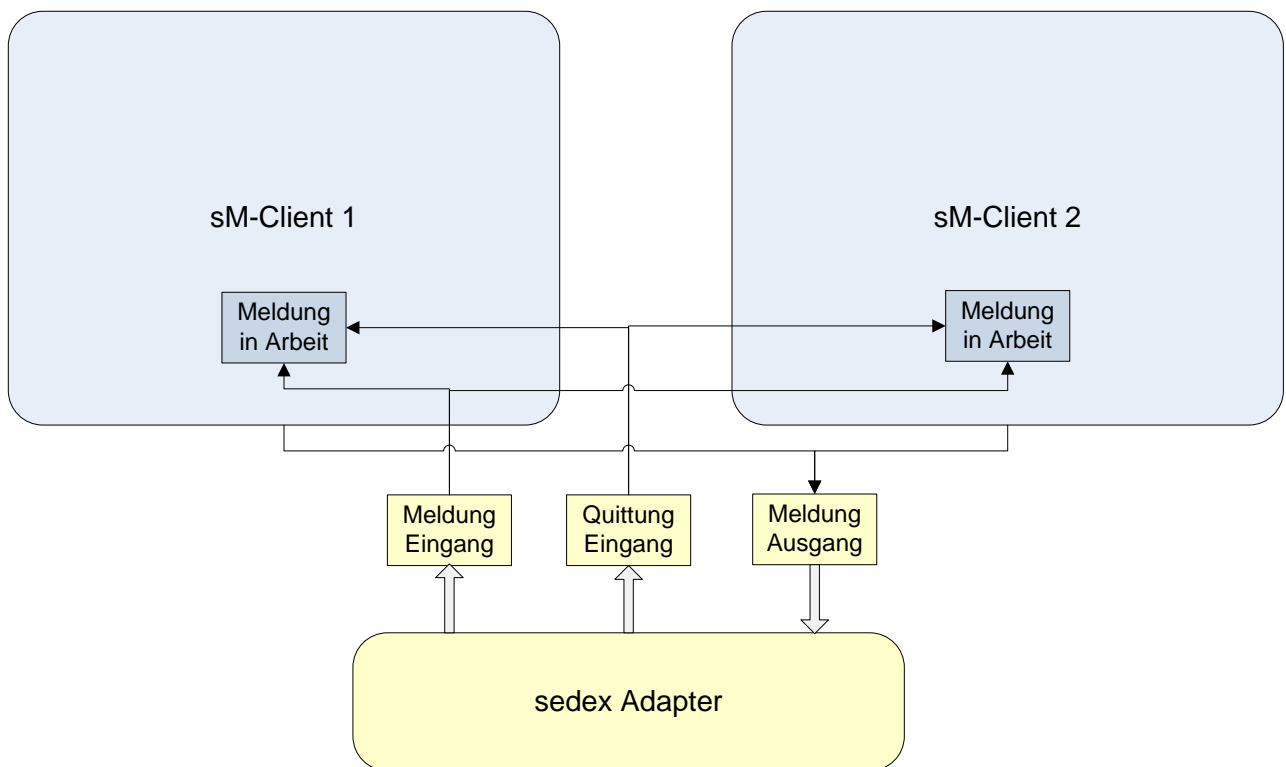 sM-Client 1
sM-Client 2
Meldung
in Arbeit
Meldung
in Arbeit
Meldung
Eingang
Quittung
Eingang
Meldung
Ausgang
sedex Adapter